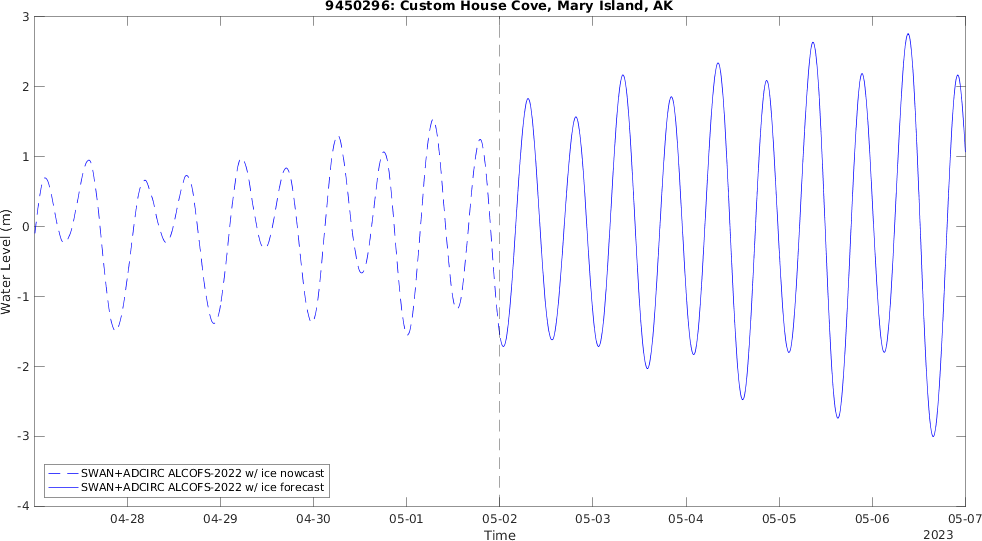 9450296: Custom House Cove, Mary Island, AK
3
2
1
0
-1
-2
-3
-4
Water Level (m)
SWAN+ADCIRC ALCOFS-2022 w/ ice nowcast
SWAN+ADCIRC ALCOFS-2022 w/ ice forecast
04-28 04-29 04-30 05-01 05-02 05-03 05-04 05-05 05-06 05-07
Time
2023